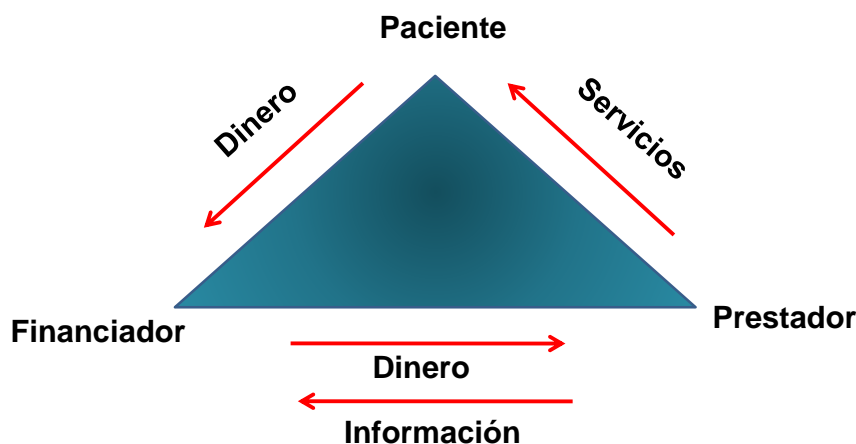 Paciente
Dinero
Servicios
Financiador
Prestador
Dinero
Información